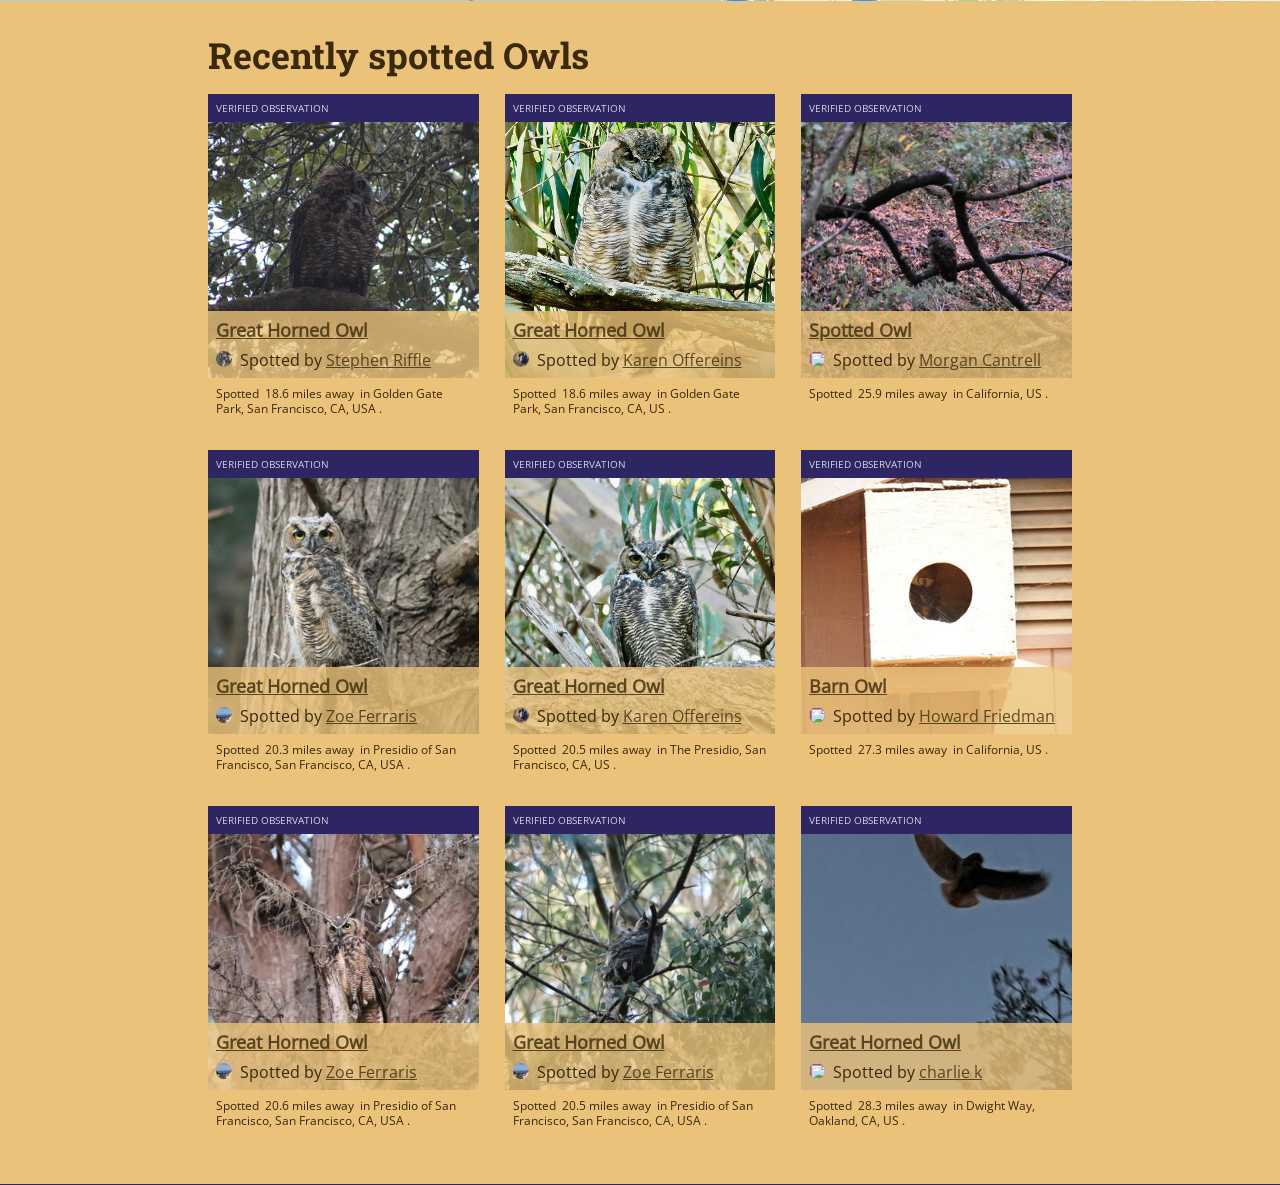 Recently spotted Owls
VERIFIED OBSERVATION
Great Horned Owl
Spotted by Stephen Riffle
Spotted 18.6 miles away in Golden Gate
Park, San Francisco, CA, USA .
VERIFIED OBSERVATION
Great Horned Owl
Spotted by Karen Offereins
Spotted 18.6 miles away in Golden Gate
Park, San Francisco, CA, US .
VERIFIED OBSERVATION
Spotted Owl
Spotted by Morgan Cantrell
Spotted 25.9 miles away in California, US .
VERIFIED OBSERVATION
Great Horned Owl
Spotted by Zoe Ferraris
Spotted 20.3 miles away in Presidio of San
Francisco, San Francisco, CA, USA .
VERIFIED OBSERVATION
Great Horned Owl
Spotted by Karen Offereins
Spotted 20.5 miles away in The Presidio, San
Francisco, CA, US .
VERIFIED OBSERVATION
Barn Owl
Spotted by Howard Friedman
Spotted 27.3 miles away in California, US .
VERIFIED OBSERVATION
Great Horned Owl
Spotted by Zoe Ferraris
Spotted 20.6 miles away in Presidio of San
Francisco, San Francisco, CA, USA .
VERIFIED OBSERVATION
Great Horned Owl
Spotted by Zoe Ferraris
Spotted 20.5 miles away in Presidio of San
Francisco, San Francisco, CA, USA .
VERIFIED OBSERVATION
Great Horned Owl
Spotted by charlie k
Spotted 28.3 miles away in Dwight Way,
Oakland, CA, US .